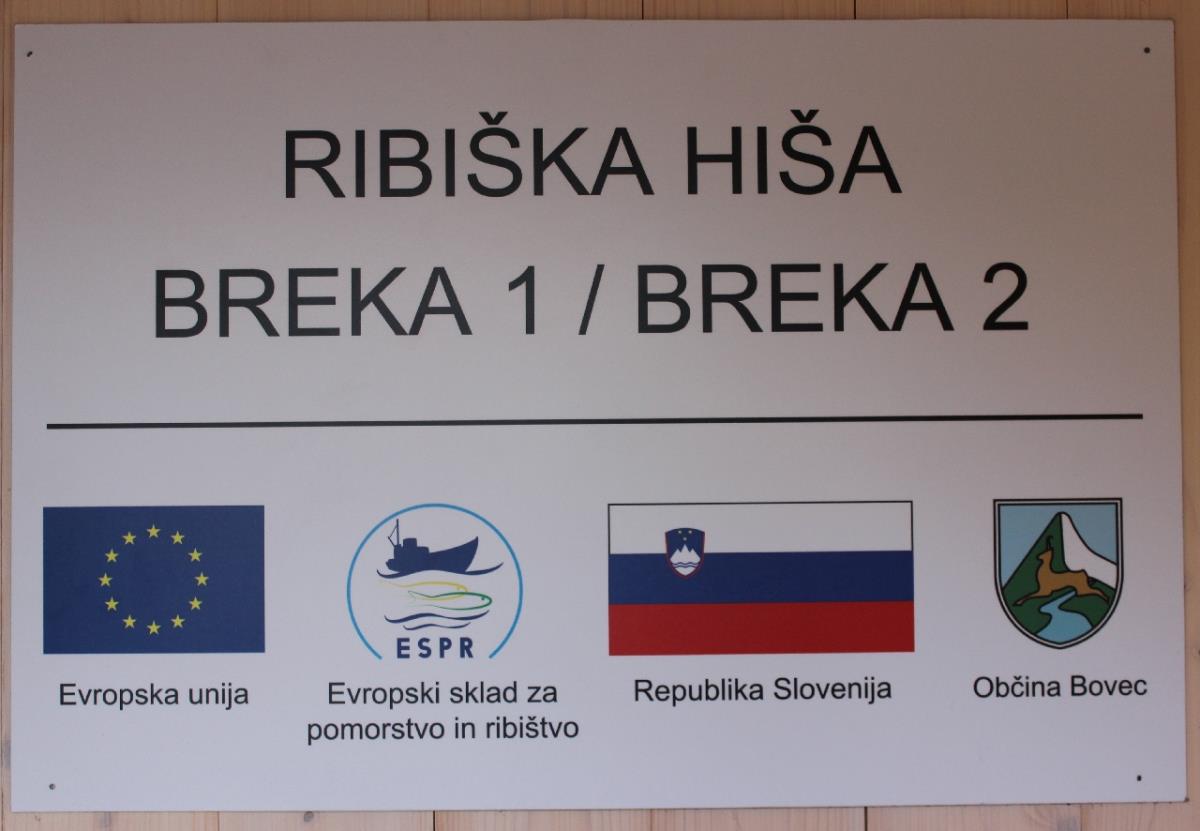 RIBIŠKA HIŠA
BREKA 1 / BREKA 2
ESPR
Evropska unija
Evropski sklad za
pomorstvo in ribištvo
Republika Slovenija
Občina Bovec